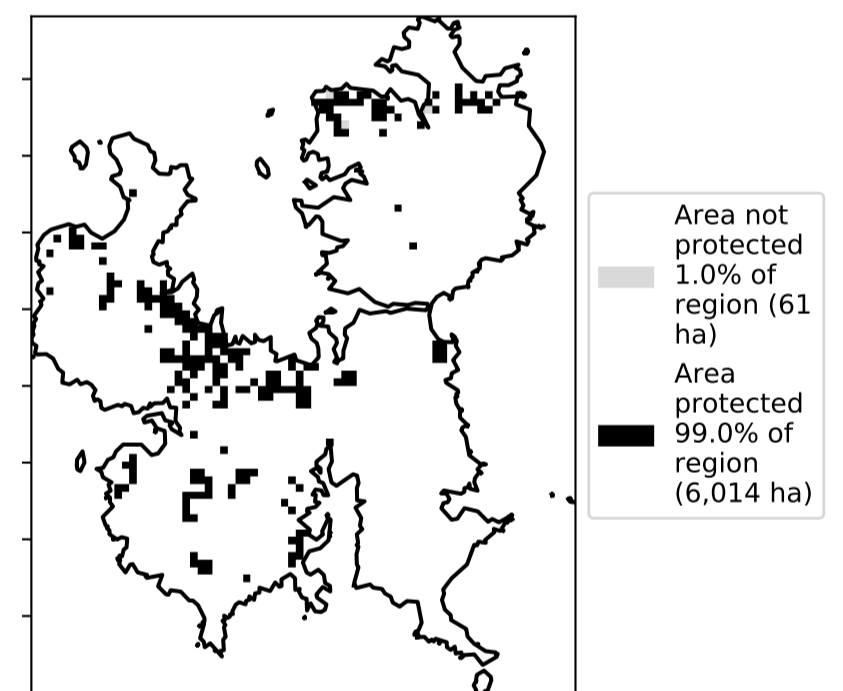 Area not
protected
1.0% of
region (61
ha)
Area
protected
99.0% of
region
(6,014 ha)